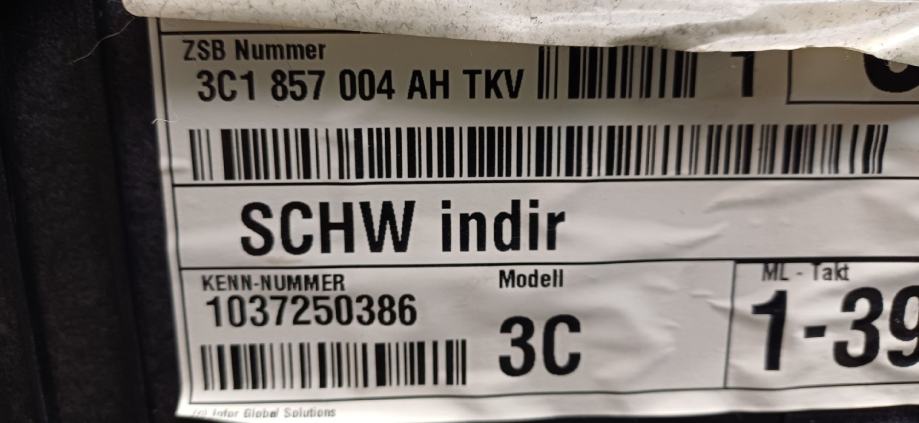 ZSB Nummer
3C1 857 004 AH TKV
SCHW indir
KENN-NUMMER
1037250386
Modell
3C
ML - Takt
1-39
(c) Infor Global Solutions